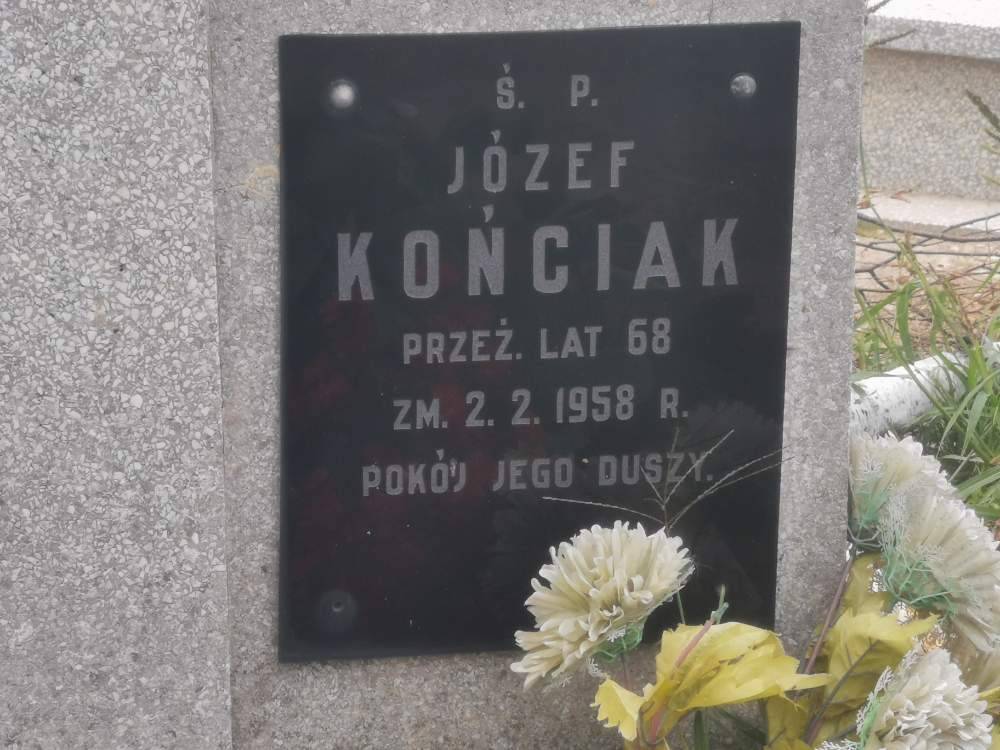 Ś. P.
JÓZEF
KOŃCIAK
PRZEŻ. LAT 68
ZM. 2. 2. 1958 R.
POKÓJ JEGO DUSZY.